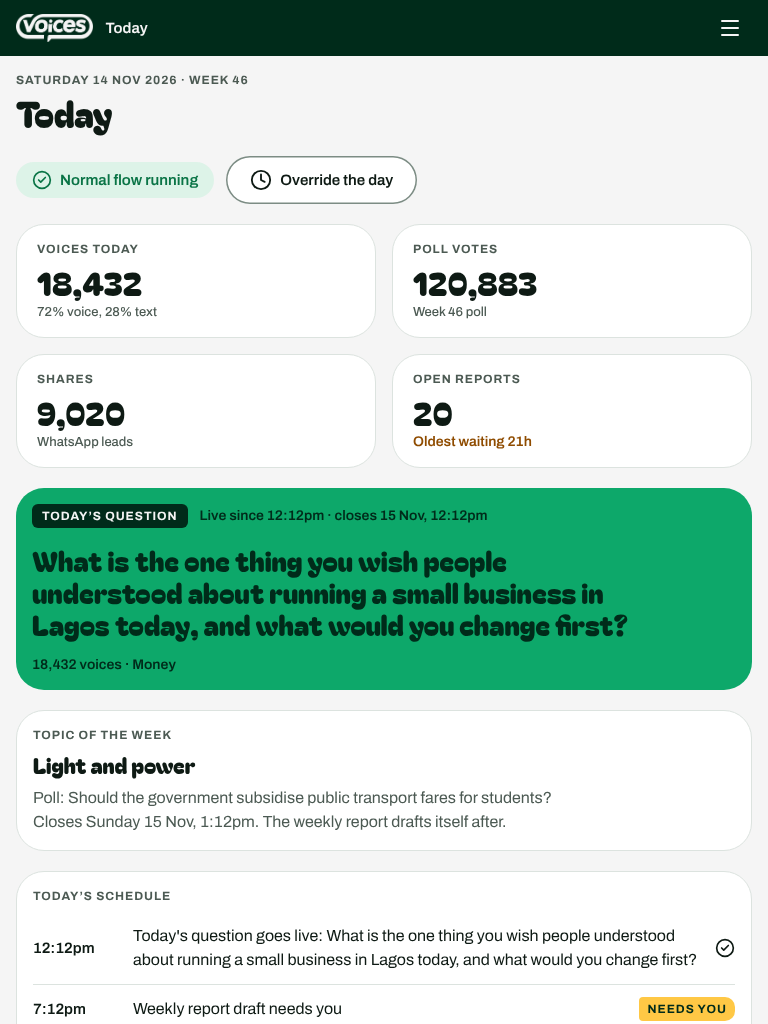 voices Today
SATURDAY 14 NOV 2026 · WEEK 46
Today
Normal flow running
Override the day
VOICES TODAY
18,432
72% voice, 28% text
POLL VOTES
120,883
Week 46 poll
SHARES
9,020
WhatsApp leads
OPEN REPORTS
20
Oldest waiting 21h
TODAY’S QUESTION Live since 12:12pm · closes 15 Nov, 12:12pm
What is the one thing you wish people
understood about running a small business in
Lagos today, and what would you change first?
18,432 voices · Money
TOPIC OF THE WEEK
Light and power
Poll: Should the government subsidise public transport fares for students?
Closes Sunday 15 Nov, 1:12pm. The weekly report drafts itself after.
TODAY’S SCHEDULE
12:12pm
Today's question goes live: What is the one thing you wish people understood
about running a small business in Lagos today, and what would you change first?
7:12pm Weekly report draft needs you NEEDS YOU